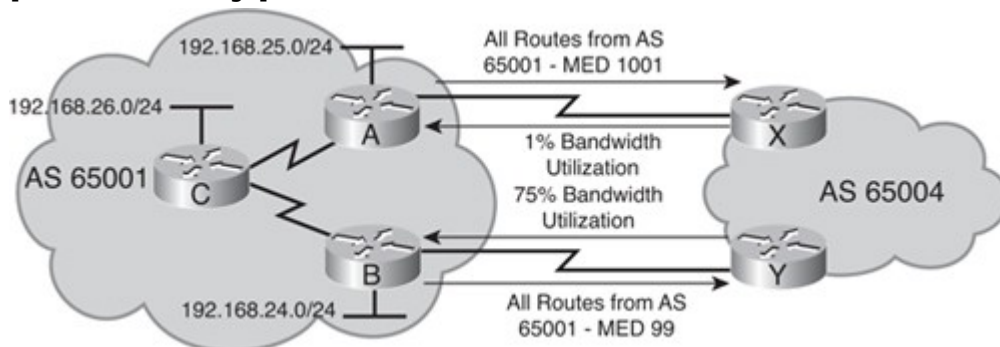 192.168.25.0/24
All Routes from AS
65001 - MED 1001
192.168.26.0/24
A
X
1% Bandwidth
Utilization
AS 65001
C
75% Bandwidth
Utilization
AS 65004
B
Y
192.168.24.0/24
All Routes from AS
65001 - MED 99